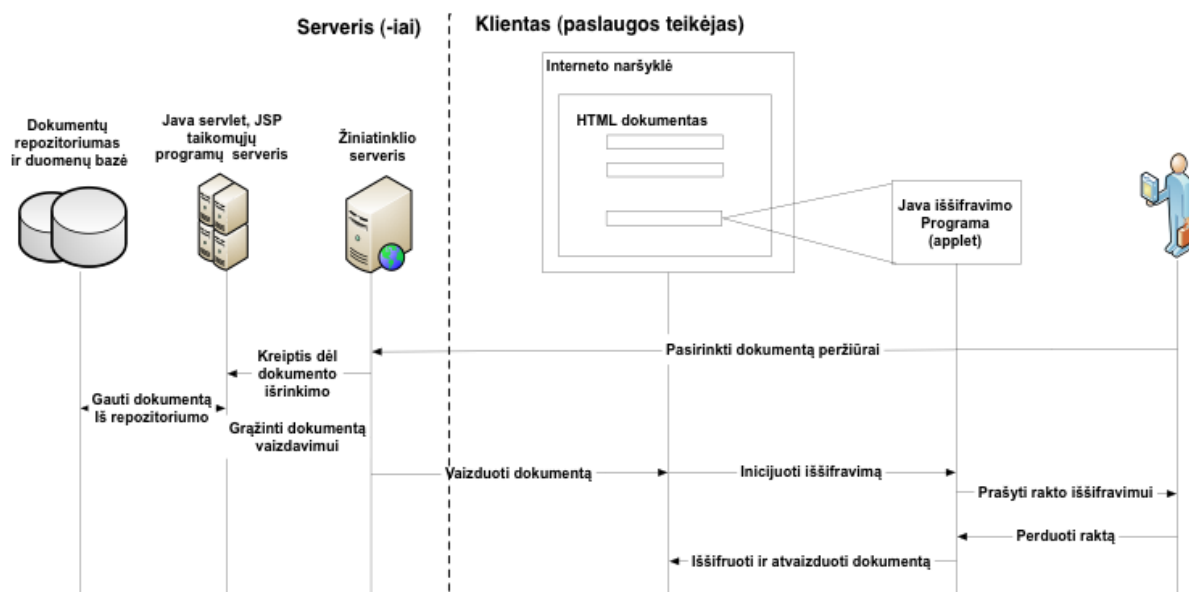 Serveris (-iai)
Klientas (paslaugos teikėjas)
Interneto naršyklė
HTML dokumentas
Dokumentų
repozitoriumas
ir duomenų bazė
Java servlet, JSP
taikomųjų
programų serveris
Žiniatinklio
serveris
Java iššifravimo
Programa
(applet)
Pasirinkti dokumentą peržiūrai
Kreiptis dėl
dokumento
išrinkimo
Gauti dokumentą
Iš repozitoriumo
Grąžinti dokumentą
vaizdavimui
Vaizduoti dokumentą
Inicijuoti iššifravimą
Prašyti rakto iššifravimui
Perduoti raktą
Iššifruoti ir atvaizduoti dokumentą